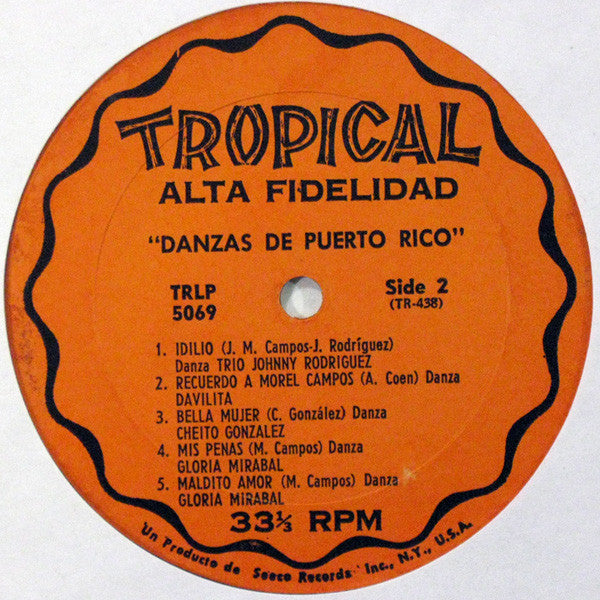 TROPICAL
ALTA FIDELIDAD
"DANZAS DE PUERTO RICO"
TRLP
5069
Side 2
(TR-438)
1. IDILIO (J. M. Campos-J. Rodríguez)
Danza TRIO JOHNNY RODRIGUEZ
2. RECUERDO A MOREL CAMPOS (A. Coen) Danza
DAVILITA
3. BELLA MUJER (C. González) Danza
CHEITO GONZALEZ
4. MIS PENAS (M. Campos) Danza
GLORIA MIRABAL
5. MALDITO AMOR (M. Campos) Danza
GLORIA MIRABAL
33⅓ RPM
Un Producto de Seeco Records Inc., N.Y., U.S.A.